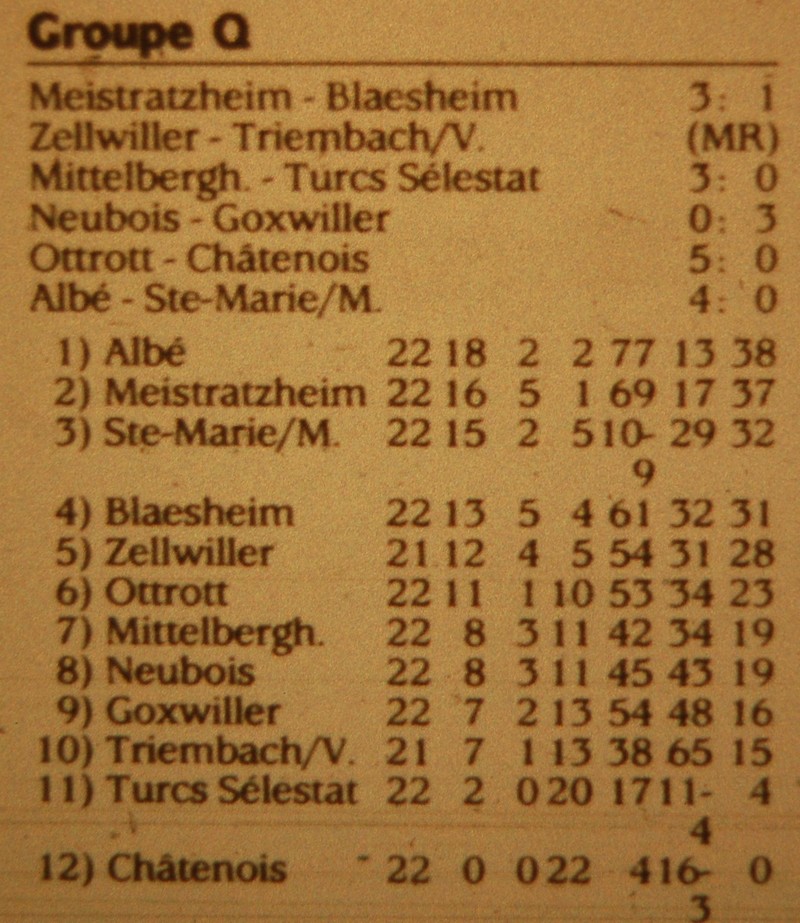 Groupe Q
Meistratzheim - Blaesheim 3: 1
Zellwiller - Triembach/V. (MR)
Mittelbergh. - Turcs Sélestat 3: 0
Neubois - Goxwiller 0: 3
Ottrott - Châtenois 5: 0
Albé - Ste-Marie/M. 4: 0
1) Albé 22 18 2 2 77 13 38
2) Meistratzheim 22 16 5 1 69 17 37
3) Ste-Marie/M. 22 15 2 5 10- 29 32
9
4) Blaesheim 22 13 5 4 61 32 31
5) Zellwiller 21 12 4 5 54 31 28
6) Ottrott 22 11 1 10 53 34 23
7) Mittelbergh. 22 8 3 11 42 34 19
8) Neubois 22 8 3 11 45 43 19
9) Goxwiller 22 7 2 13 54 48 16
10) Triembach/V. 21 7 1 13 38 65 15
11) Turcs Sélestat 22 2 0 20 17 11- 4
4
12) Châtenois 22 0 0 22 4 16- 0
3